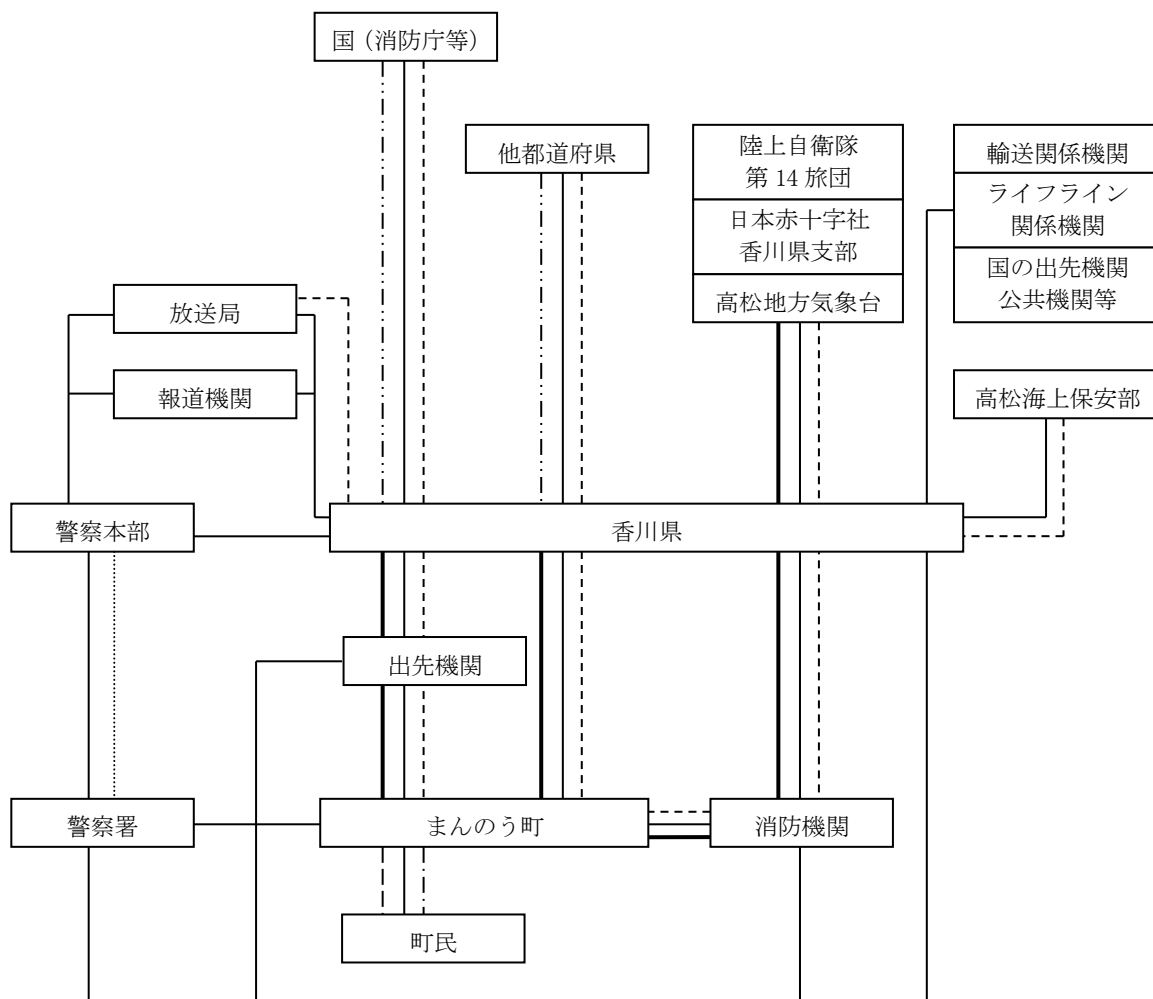 国（消防庁等）
他都道府県
陸上自衛隊
第 14 旅団
日本赤十字社
香川県支部
高松地方気象台
輸送関係機関
ライフライン
関係機関
国の出先機関
公共機関等
放送局
報道機関
高松海上保安部
警察本部
香川県
出先機関
警察署
まんのう町
消防機関
町民